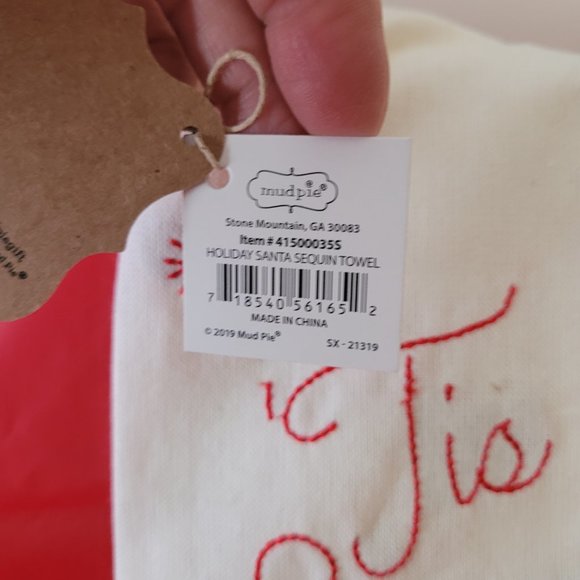 mudpie®
Stone Mountain, GA 30083
Item # 41500035S
HOLIDAY SANTA SEQUIN TOWEL
7 18540 56165 2
MADE IN CHINA
© 2019 Mud Pie®
SX - 21319
'Tis